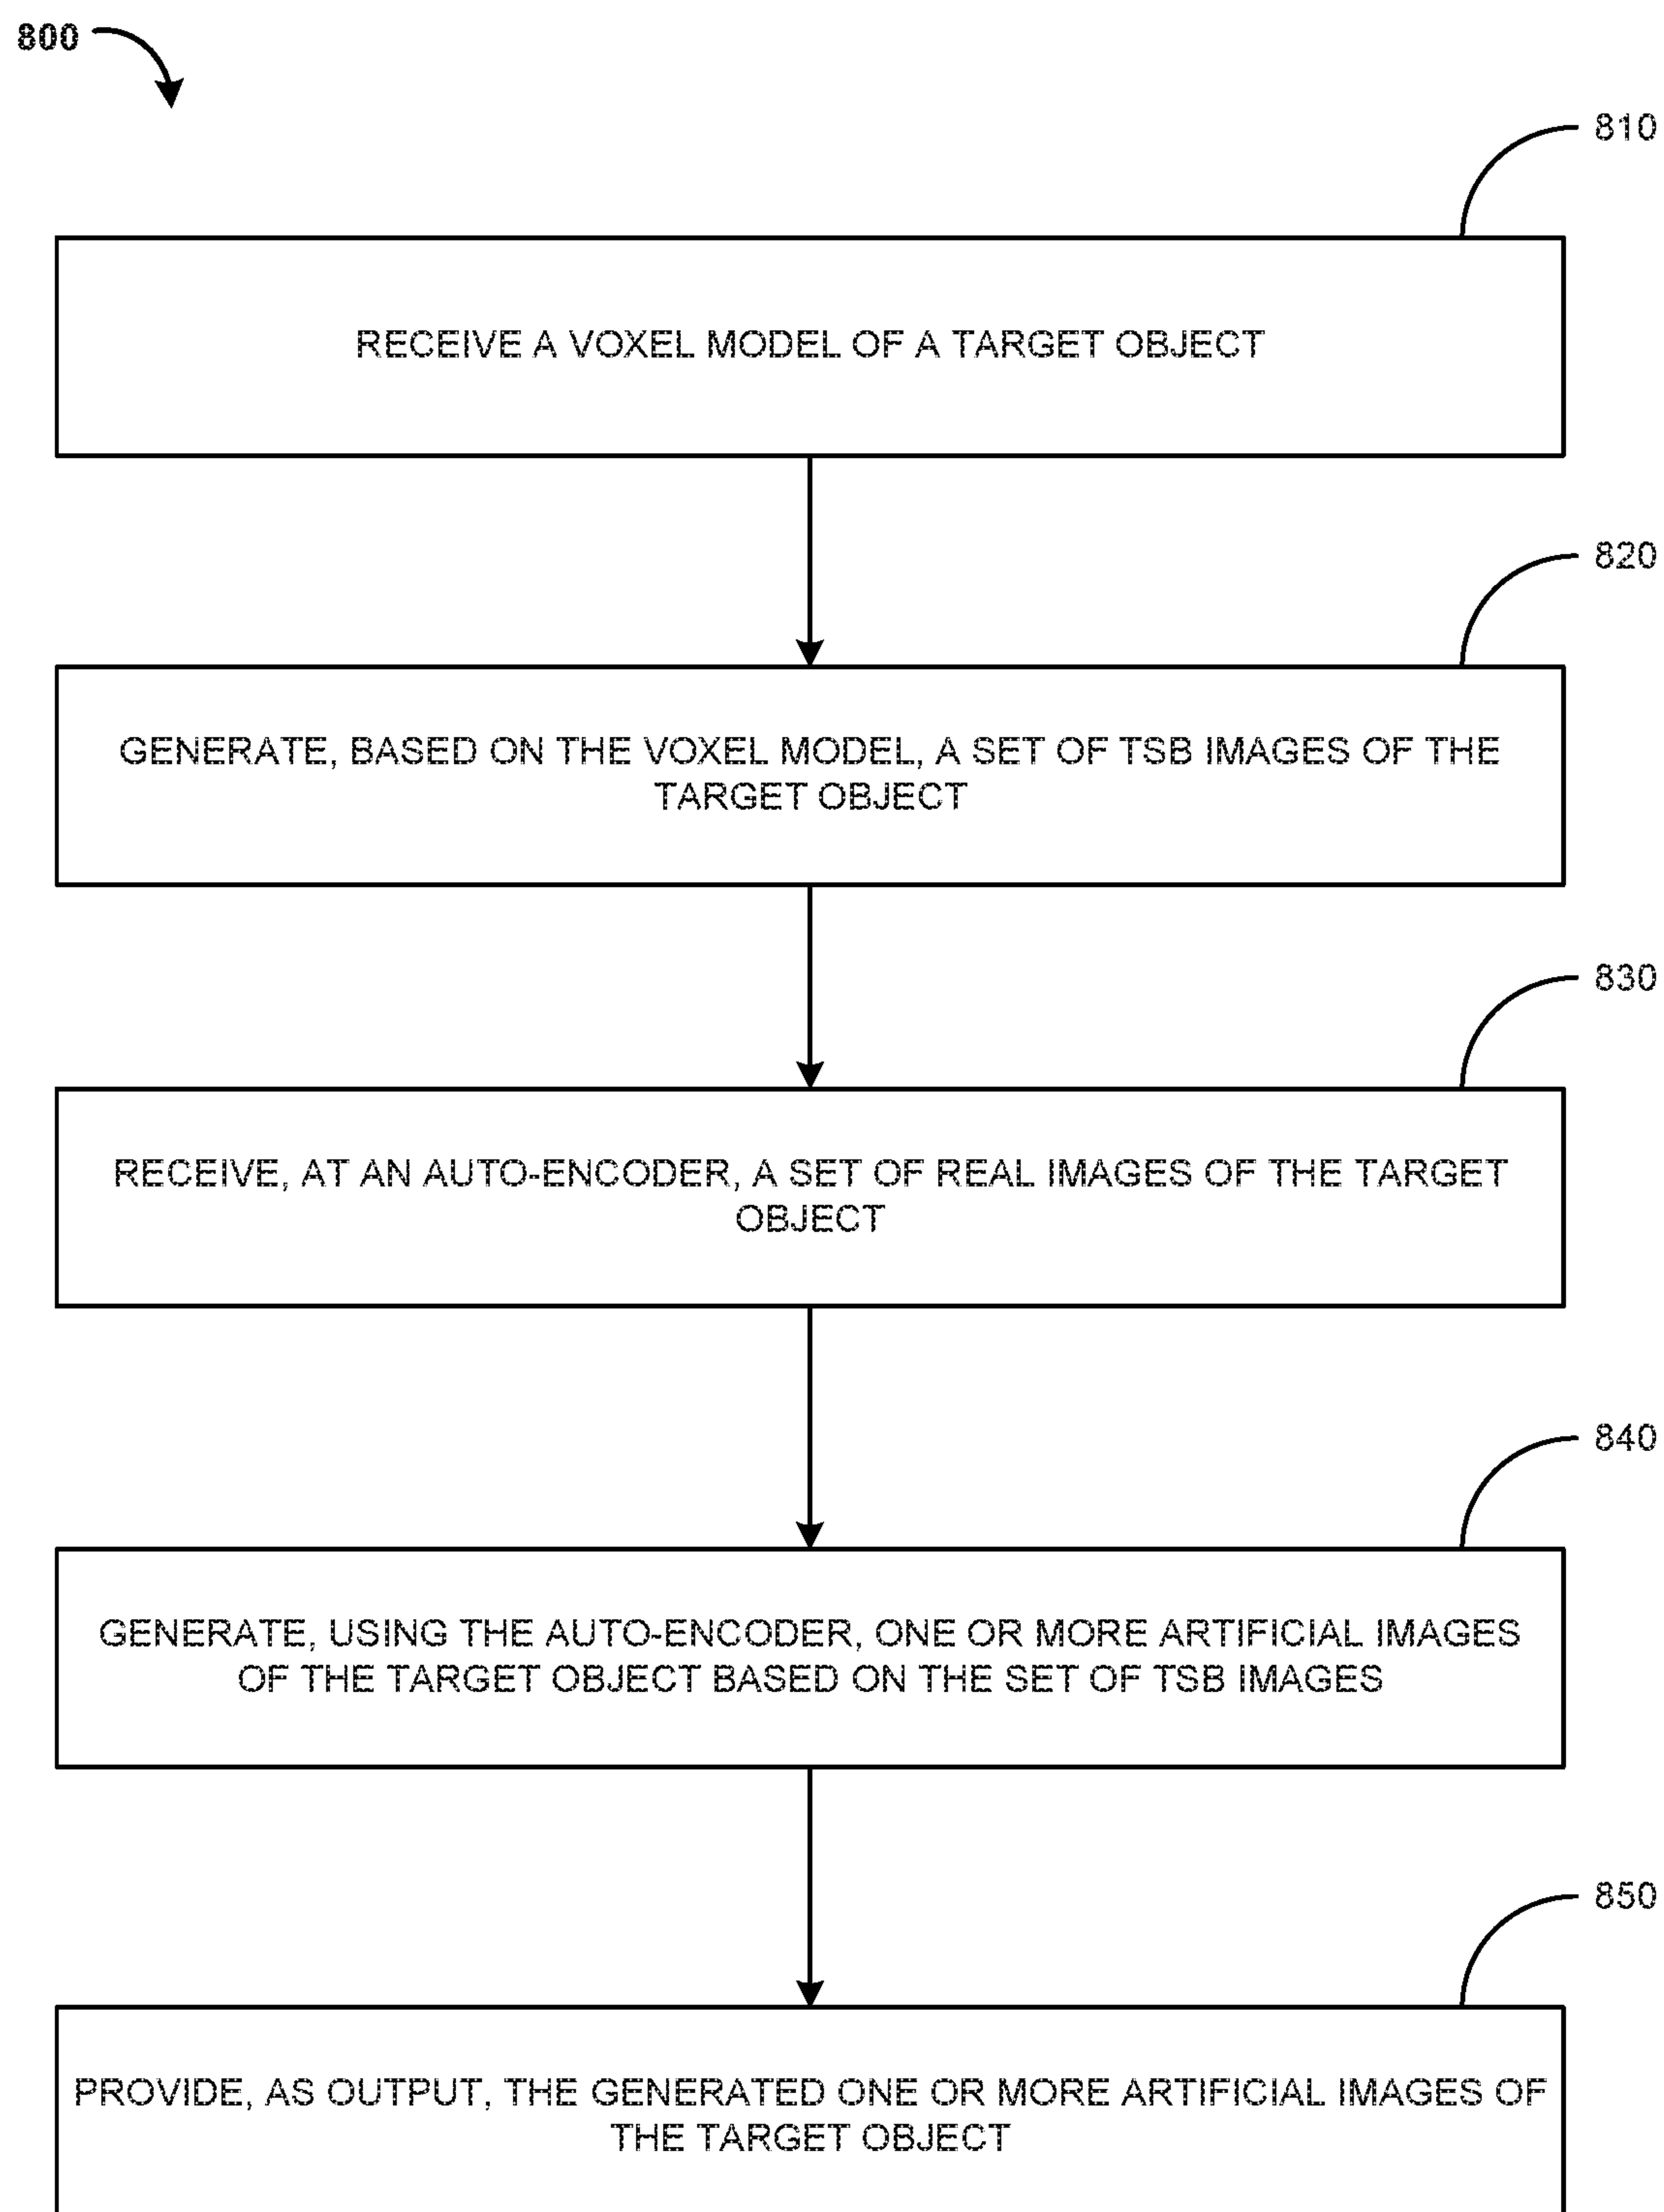 800
810
RECEIVE A VOXEL MODEL OF A TARGET OBJECT
820
GENERATE, BASED ON THE VOXEL MODEL, A SET OF TSB IMAGES OF THE
TARGET OBJECT
830
RECEIVE, AT AN AUTO-ENCODER, A SET OF REAL IMAGES OF THE TARGET
OBJECT
840
GENERATE, USING THE AUTO-ENCODER, ONE OR MORE ARTIFICIAL IMAGES
OF THE TARGET OBJECT BASED ON THE SET OF TSB IMAGES
850
PROVIDE, AS OUTPUT, THE GENERATED ONE OR MORE ARTIFICIAL IMAGES OF
THE TARGET OBJECT